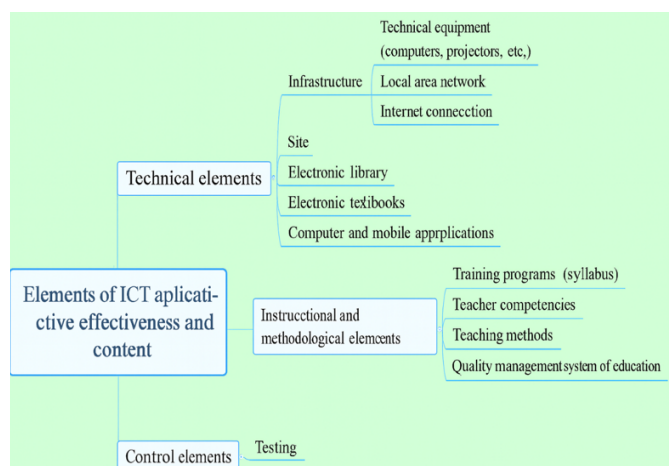 Technical equipment
(computers, projectors, etc,)
Infrastructure
Local area network
Internet connecction
Site
Technical elements
Electronic library
Electronic texibooks
Computer and mobile apprplications
Elements of ICT aplicati-
ctive effectiveness and
content
Instrucctional and
methodological elemcents
Training programs (syllabus)
Teacher competencies
Teaching methods
Quality management system of education
Control elements
Testing